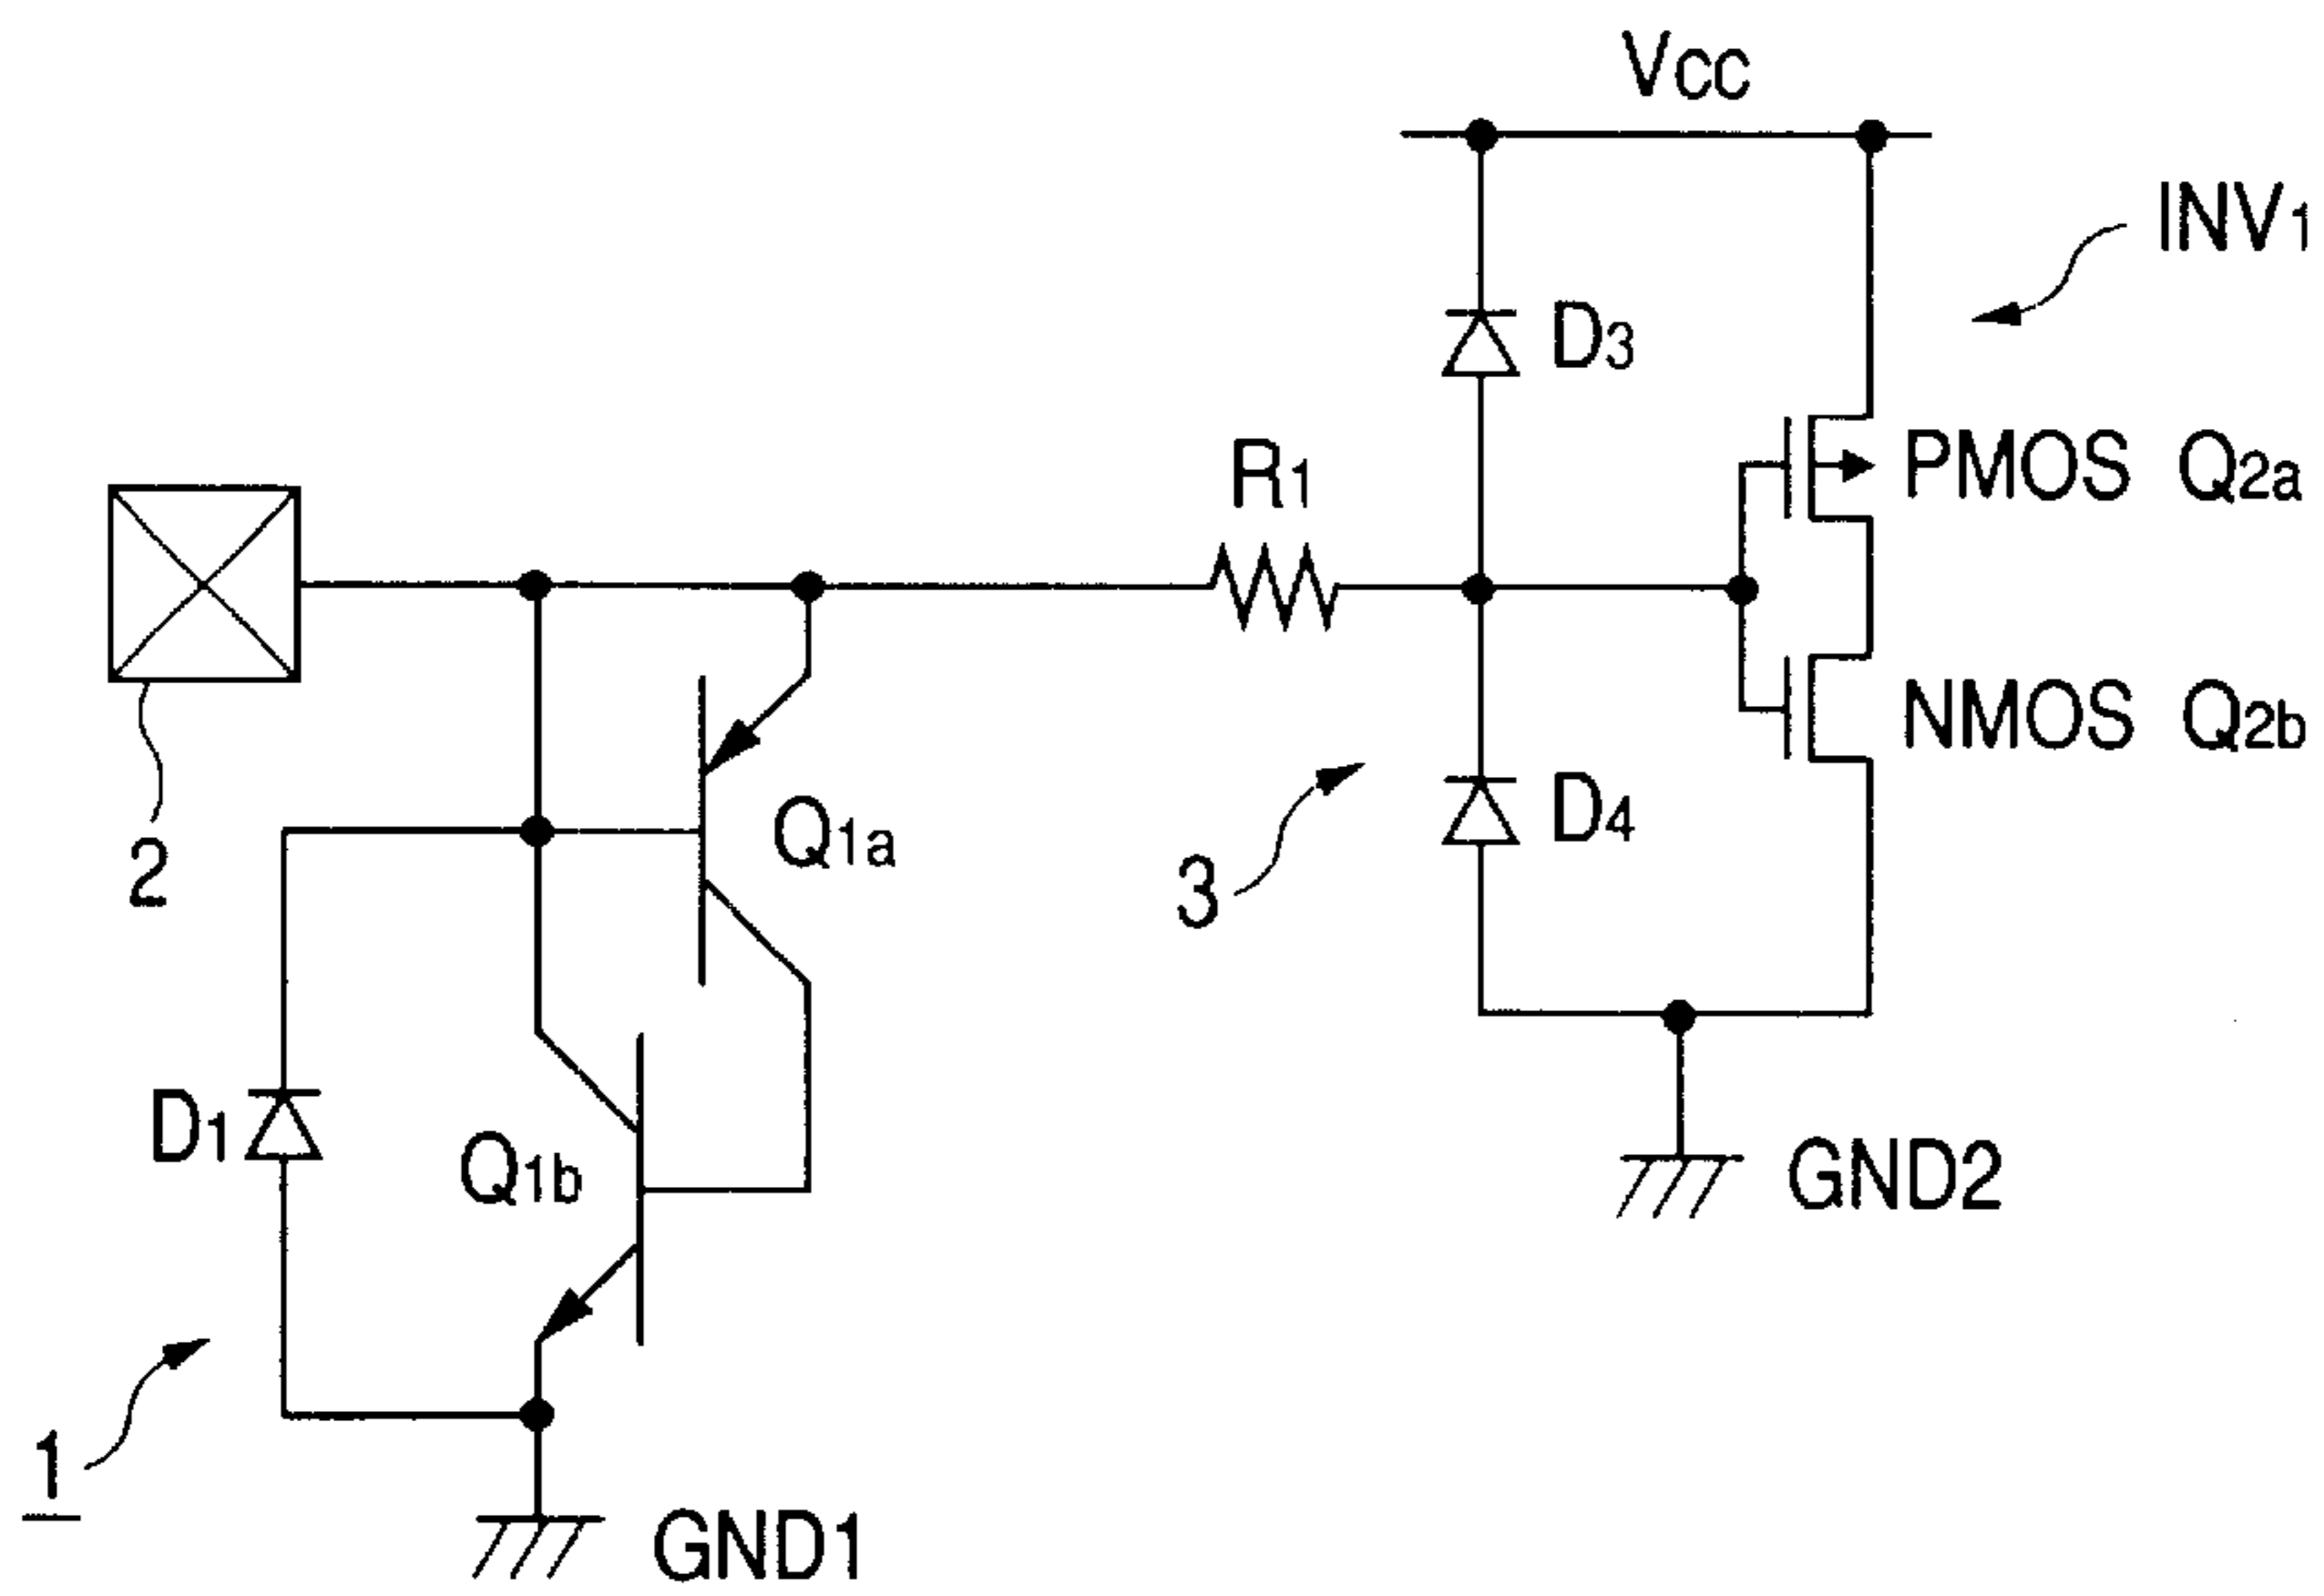 Vcc
INV1
D3
R1
PMOS Q2a
NMOS Q2b
2
Q1a
3
D4
D1
Q1b
GND2
1
GND1